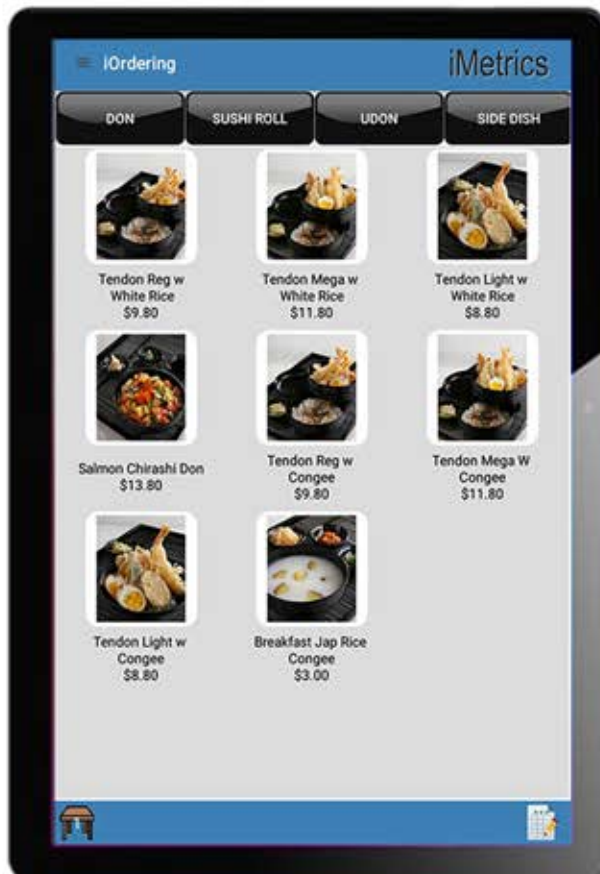 iOrdering
iMetrics
DON
SUSHI ROLL
UDON
SIDE DISH
Tendon Reg w
White Rice
$9.80
Tendon Mega w
White Rice
$11.80
Tendon Light w
White Rice
$8.80
Salmon Chirashi Don
$13.80
Tendon Reg w
Congee
$9.80
Tendon Mega W
Congee
$11.80
Tendon Light w
Congee
$8.80
Breakfast Jap Rice
Congee
$3.00